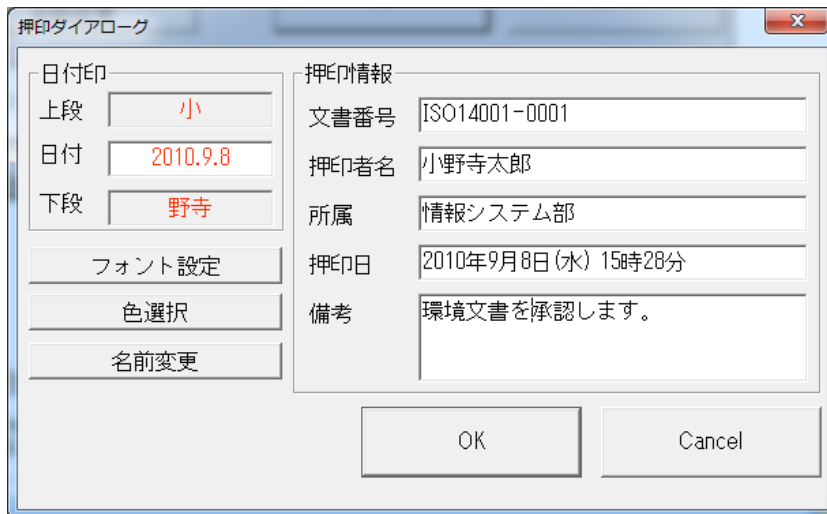 押印ダイアローグ
日付印
上段 小
日付 2010.9.8
下段 野寺
フォント設定
色選択
名前変更
押印情報
文書番号 ISO14001-0001
押印者名 小野寺太郎
所属 情報システム部
押印日 2010年9月8日(水) 15時28分
備考 環境文書を承認します。
OK
Cancel